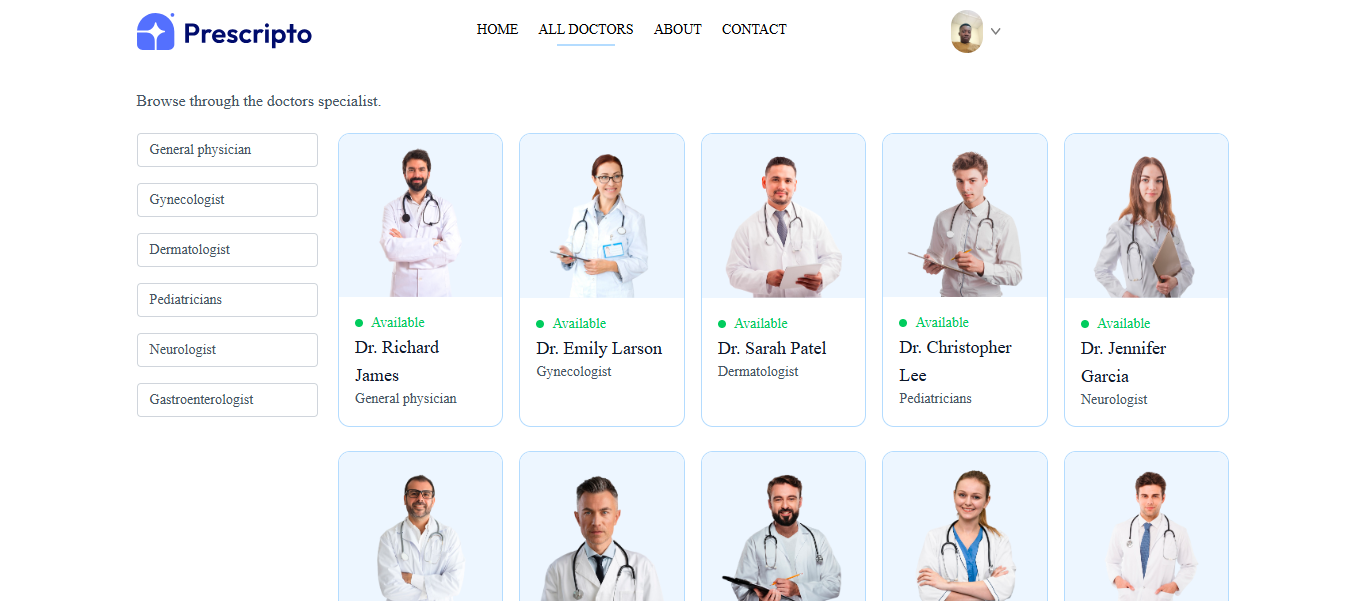 Prescripto
HOME ALL DOCTORS ABOUT CONTACT
Browse through the doctors specialist.
General physician
Gynecologist
Dermatologist
Pediatricians
Neurologist
Gastroenterologist
Available
Dr. Richard
James
General physician
Available
Dr. Emily Larson
Gynecologist
Available
Dr. Sarah Patel
Dermatologist
Available
Dr. Christopher
Lee
Pediatricians
Available
Dr. Jennifer
Garcia
Neurologist